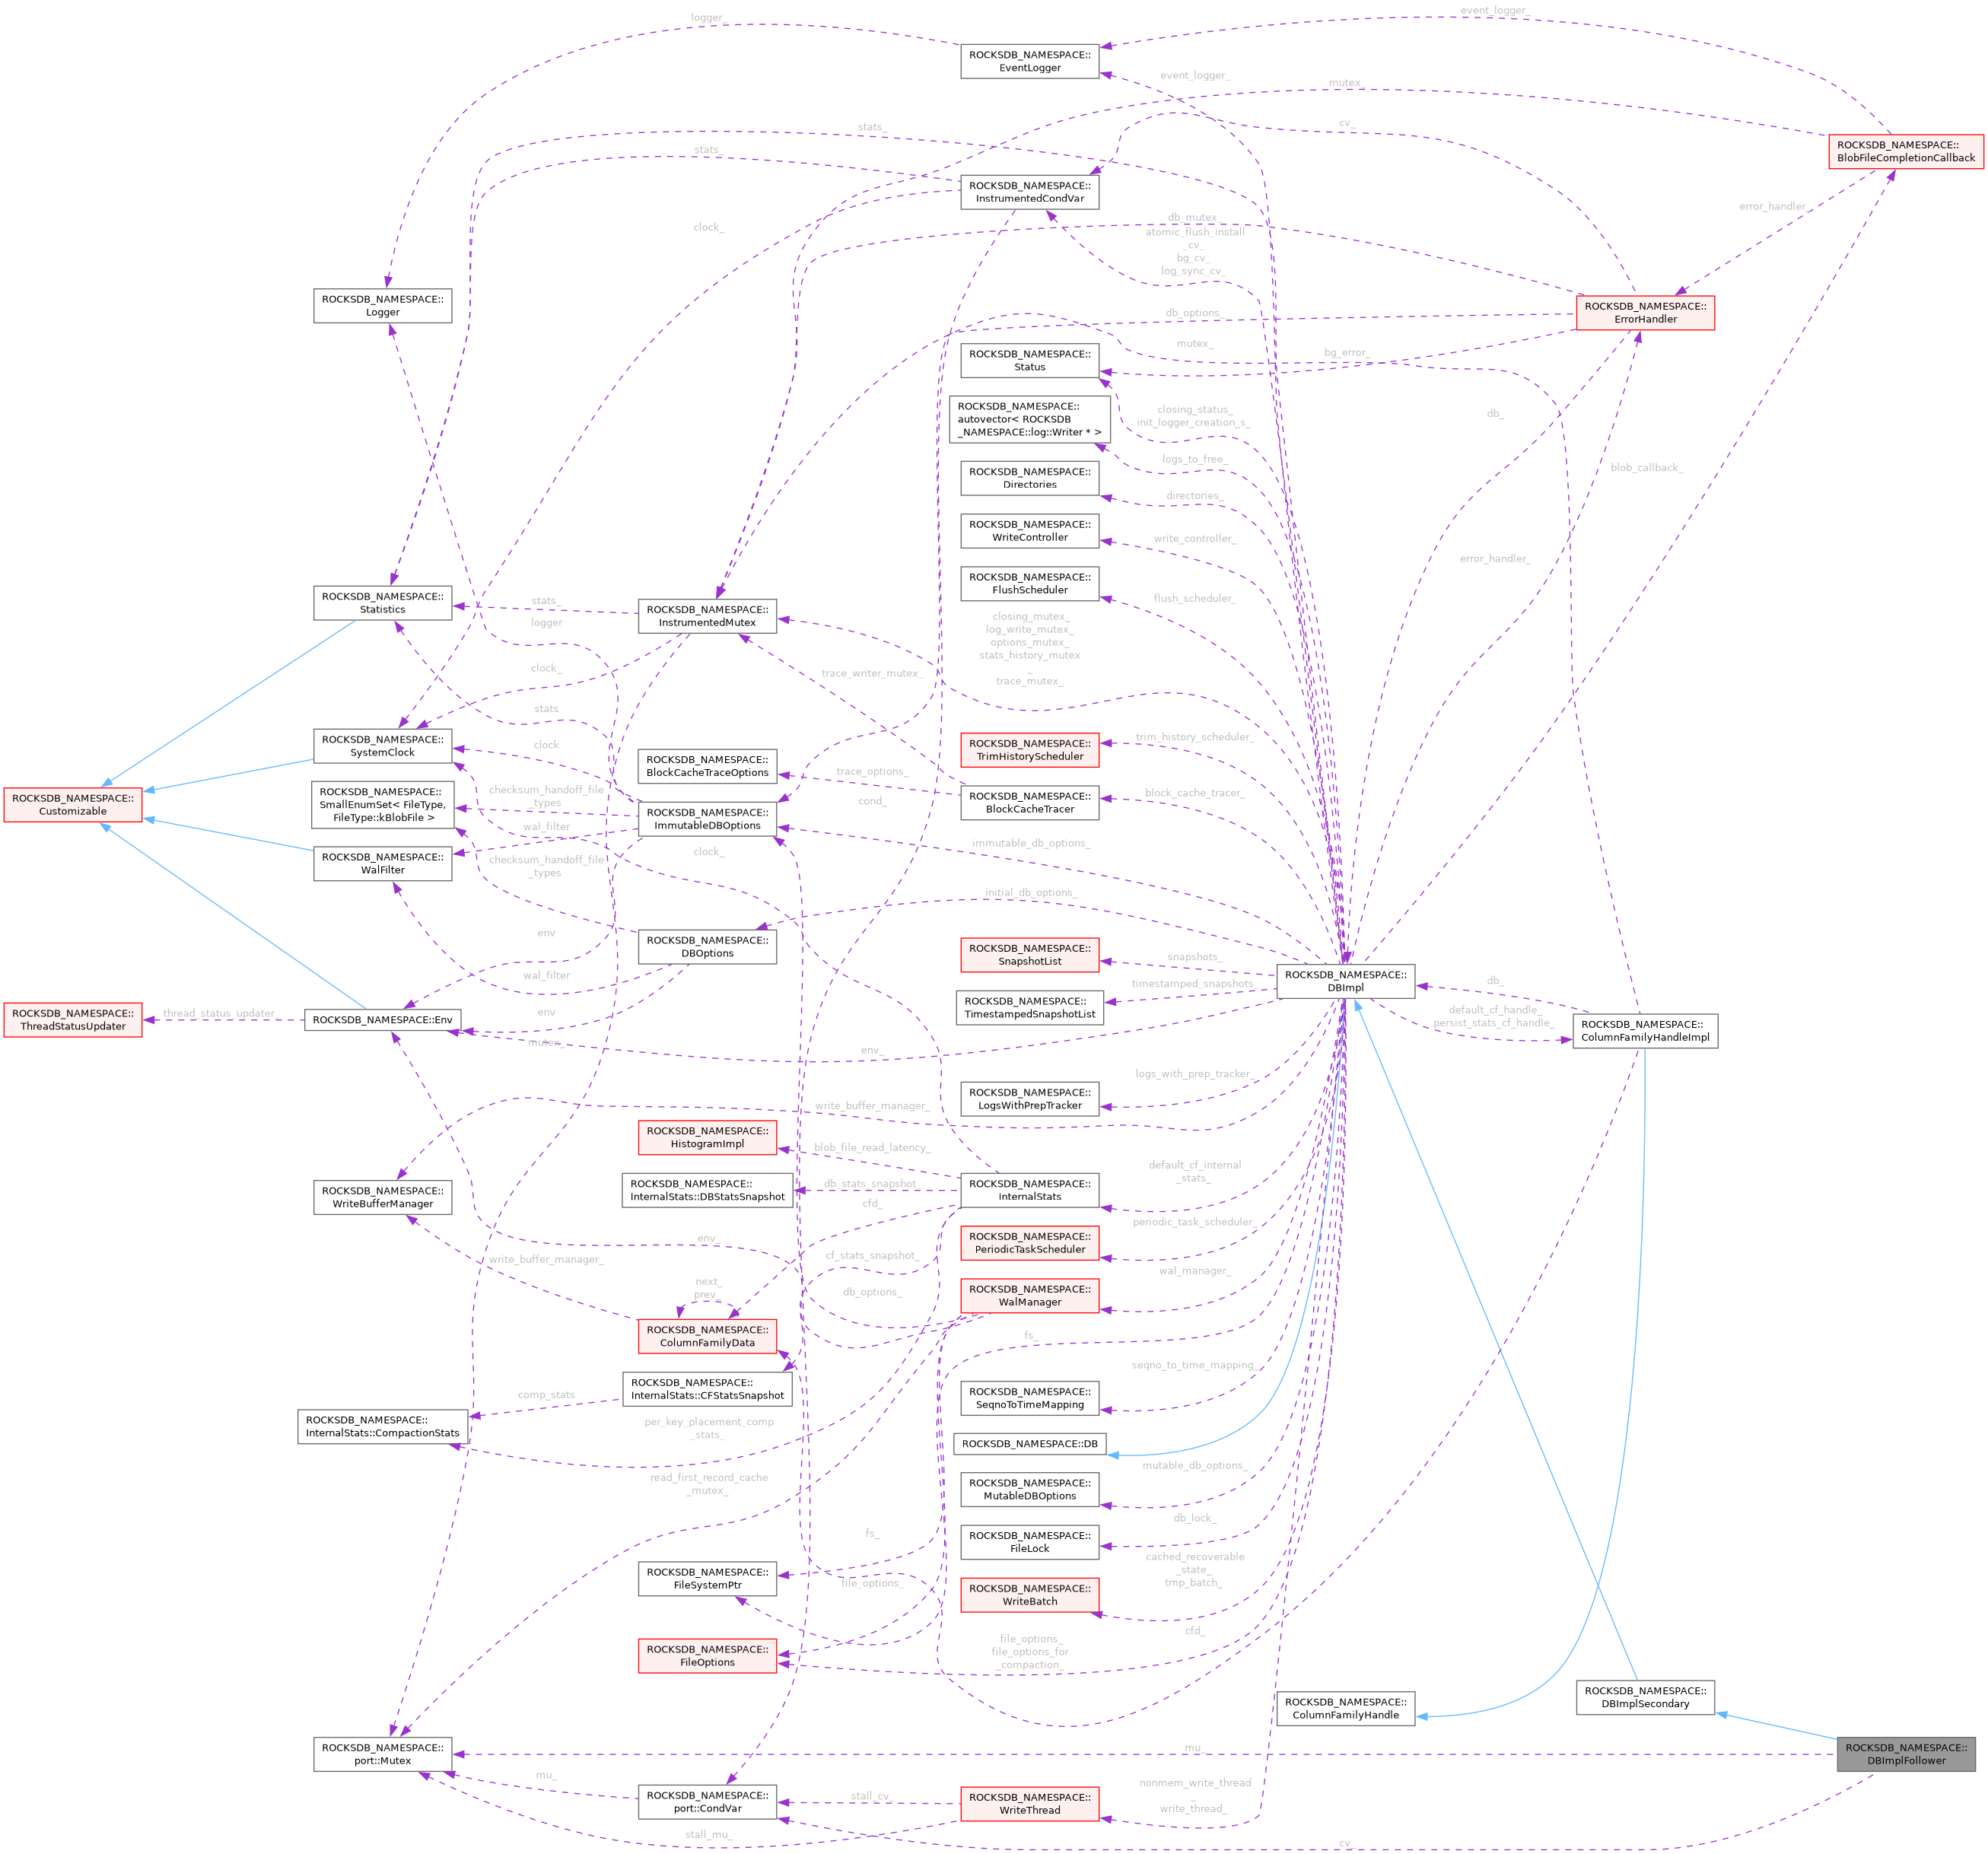 event_logger_
logger_
ROCKSDB_NAMESPACE::
EventLogger
event_logger_
mutex_
stats_
cv_
stats_
ROCKSDB_NAMESPACE::
BlobFileCompletionCallback
ROCKSDB_NAMESPACE::
InstrumentedCondVar
error_handler_
clock_
db_mutex_
atomic_flush_install
_cv_
bg_cv_
log_sync_cv_
ROCKSDB_NAMESPACE::
Logger
ROCKSDB_NAMESPACE::
ErrorHandler
db_options_
mutex_
bg_error_
ROCKSDB_NAMESPACE::
Status
ROCKSDB_NAMESPACE::
autovector< ROCKSDB
_NAMESPACE::log::Writer * >
closing_status_
init_logger_creation_s_
db_
logs_to_free_
blob_callback_
ROCKSDB_NAMESPACE::
Directories
directories_
ROCKSDB_NAMESPACE::
WriteController
write_controller_
error_handler_
ROCKSDB_NAMESPACE::
FlushScheduler
flush_scheduler_
ROCKSDB_NAMESPACE::
Statistics
stats_
logger
ROCKSDB_NAMESPACE::
InstrumentedMutex
closing_mutex_
log_write_mutex_
options_mutex_
stats_history_mutex
_
trace_mutex_
clock_
trace_writer_mutex_
stats
ROCKSDB_NAMESPACE::
SystemClock
clock
ROCKSDB_NAMESPACE::
BlockCacheTraceOptions
ROCKSDB_NAMESPACE::
TrimHistoryScheduler
trim_history_scheduler_
trace_options_
ROCKSDB_NAMESPACE::
Customizable
ROCKSDB_NAMESPACE::
SmallEnumSet< FileType,
FileType::kBlobFile >
checksum_handoff_file
_types
wal_filter
ROCKSDB_NAMESPACE::
ImmutableDBOptions
cond_
ROCKSDB_NAMESPACE::
BlockCacheTracer
block_cache_tracer_
immutable_db_options_
ROCKSDB_NAMESPACE::
WalFilter
checksum_handoff_file
_types
clock_
initial_db_options_
env
ROCKSDB_NAMESPACE::
DBOptions
wal_filter
ROCKSDB_NAMESPACE::
SnapshotList
snapshots_
ROCKSDB_NAMESPACE::
DBImpl
timestamped_snapshots_
db_
ROCKSDB_NAMESPACE::
TimestampedSnapshotList
default_cf_handle_
persist_stats_cf_handle_
ROCKSDB_NAMESPACE::
ColumnFamilyHandleImpl
ROCKSDB_NAMESPACE::
ThreadStatusUpdater
thread_status_updater_
ROCKSDB_NAMESPACE::Env
env
mutex_
env_
ROCKSDB_NAMESPACE::
LogsWithPrepTracker
logs_with_prep_tracker_
write_buffer_manager_
ROCKSDB_NAMESPACE::
HistogramImpl
blob_file_read_latency_
ROCKSDB_NAMESPACE::
WriteBufferManager
ROCKSDB_NAMESPACE::
InternalStats::DBStatsSnapshot
db_stats_snapshot_
ROCKSDB_NAMESPACE::
InternalStats
default_cf_internal
_stats_
cfd_
env_
write_buffer_manager_
cf_stats_snapshot_
ROCKSDB_NAMESPACE::
PeriodicTaskScheduler
periodic_task_scheduler_
next_
prev_
db_options_
ROCKSDB_NAMESPACE::
WalManager
wal_manager_
ROCKSDB_NAMESPACE::
ColumnFamilyData
fs_
seqno_to_time_mapping_
ROCKSDB_NAMESPACE::
InternalStats::CFStatsSnapshot
ROCKSDB_NAMESPACE::
SeqnoToTimeMapping
ROCKSDB_NAMESPACE::
InternalStats::CompactionStats
comp_stats
per_key_placement_comp
_stats_
ROCKSDB_NAMESPACE::DB
read_first_record_cache
_mutex_
ROCKSDB_NAMESPACE::
MutableDBOptions
mutable_db_options_
fs_
ROCKSDB_NAMESPACE::
FileLock
db_lock_
ROCKSDB_NAMESPACE::
FileSystemPtr
file_options_
ROCKSDB_NAMESPACE::
WriteBatch
cached_recoverable
_state_
tmp_batch_
ROCKSDB_NAMESPACE::
FileOptions
file_options_
file_options_for
_compaction_
cfd_
ROCKSDB_NAMESPACE::
ColumnFamilyHandle
ROCKSDB_NAMESPACE::
DBImplSecondary
ROCKSDB_NAMESPACE::
port::Mutex
mu_
ROCKSDB_NAMESPACE::
DBImplFollower
mu_
ROCKSDB_NAMESPACE::
port::CondVar
stall_cv_
ROCKSDB_NAMESPACE::
WriteThread
nonmem_write_thread
_
write_thread_
stall_mu_
cv_